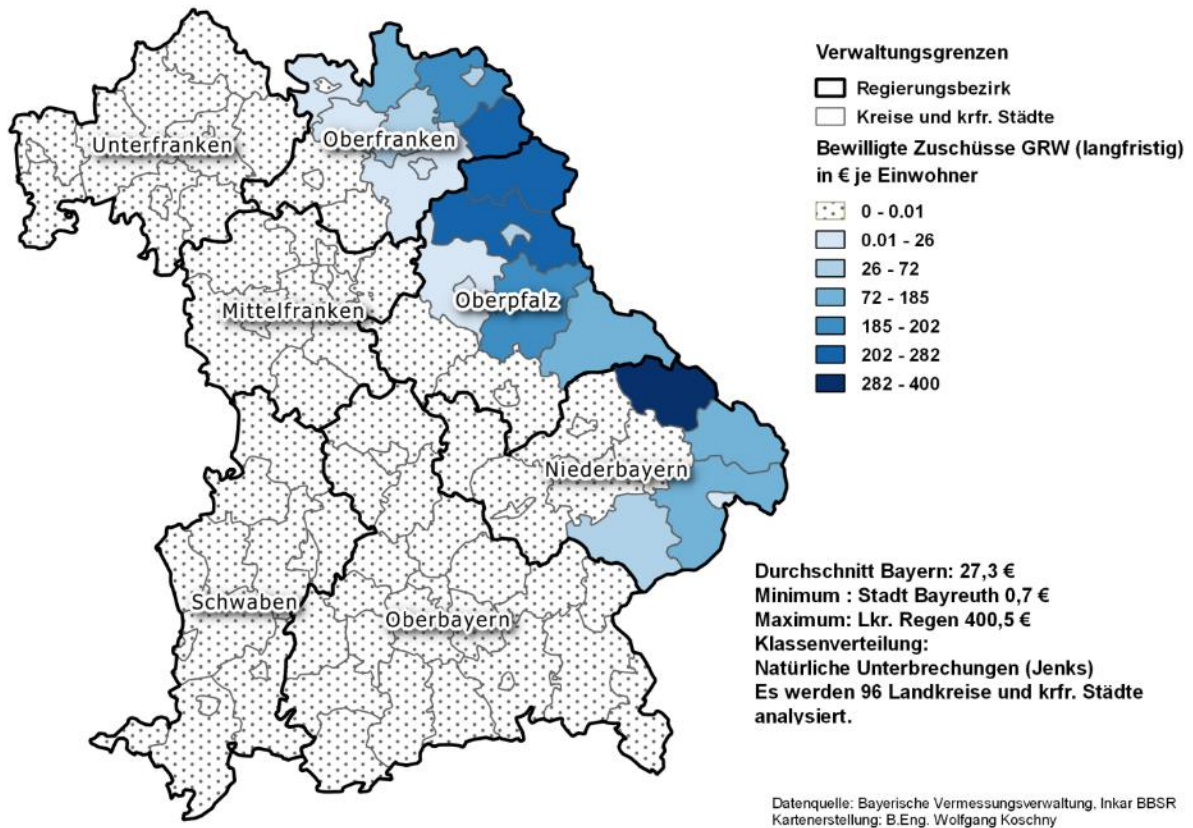 Unterfranken
Oberfranken
Mittelfranken
Oberpfalz
Niederbayern
Schwaben
Oberbayern
Verwaltungsgrenzen
Regierungsbezirk
Kreise und krfr. Städte
Bewilligte Zuschüsse GRW (langfristig)
in € je Einwohner
0 - 0.01
0.01 - 26
26 - 72
72 - 185
185 - 202
202 - 282
282 - 400
Durchschnitt Bayern: 27,3 €
Minimum : Stadt Bayreuth 0,7 €
Maximum: Lkr. Regen 400,5 €
Klassenverteilung:
Natürliche Unterbrechungen (Jenks)
Es werden 96 Landkreise und krfr. Städte
analysiert.
Datenquelle: Bayerische Vermessungsverwaltung, Inkar BBSR
Kartenerstellung: B.Eng. Wolfgang Koschny